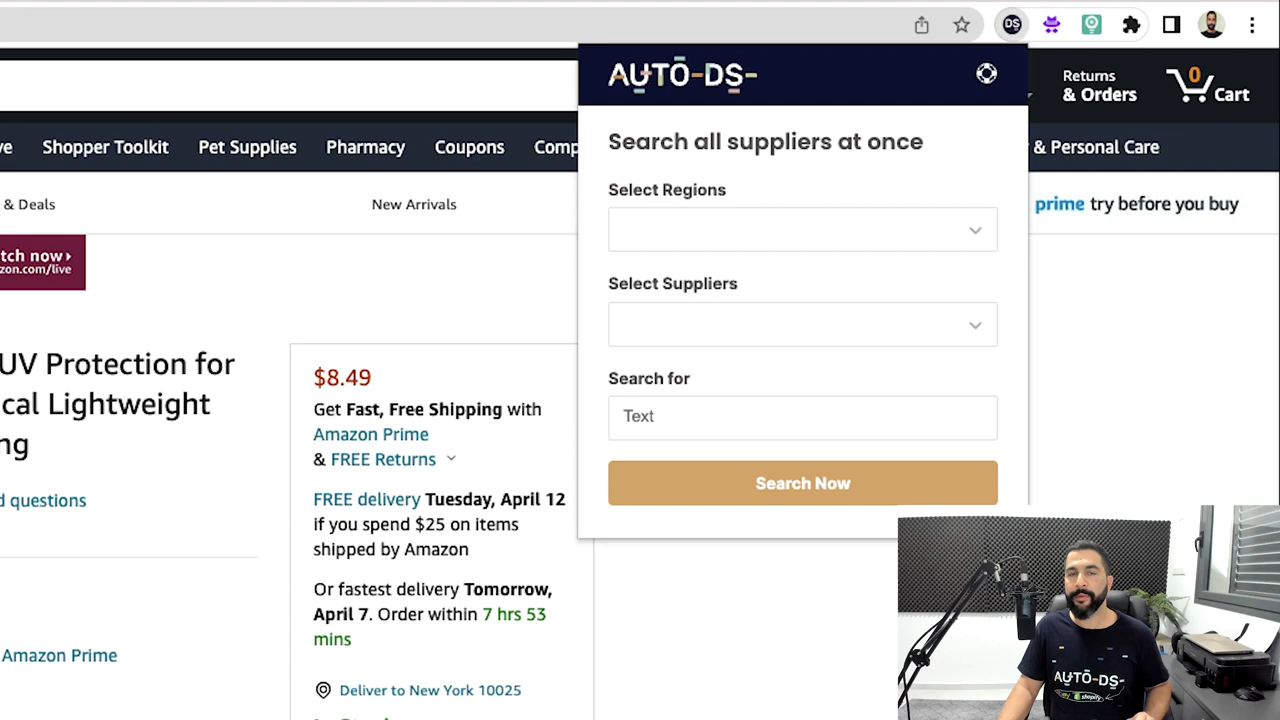 DS
AUTO-DS-
Returns
& Orders
0
Cart
ve
Shopper Toolkit
Pet Supplies
Pharmacy
Coupons
Comp
& Personal Care
Search all suppliers at once
Select Regions
Select Suppliers
Search for
Text
Search Now
& Deals
New Arrivals
prime try before you buy
tch now
zon.com/live
UV Protection for
cal Lightweight
ng
d questions
Amazon Prime
$8.49
Get Fast, Free Shipping with
Amazon Prime
& FREE Returns
FREE delivery Tuesday, April 12
if you spend $25 on items
shipped by Amazon
Or fastest delivery Tomorrow,
April 7. Order within 7 hrs 53
mins
Deliver to New York 10025
AUTO-DS-
shopify